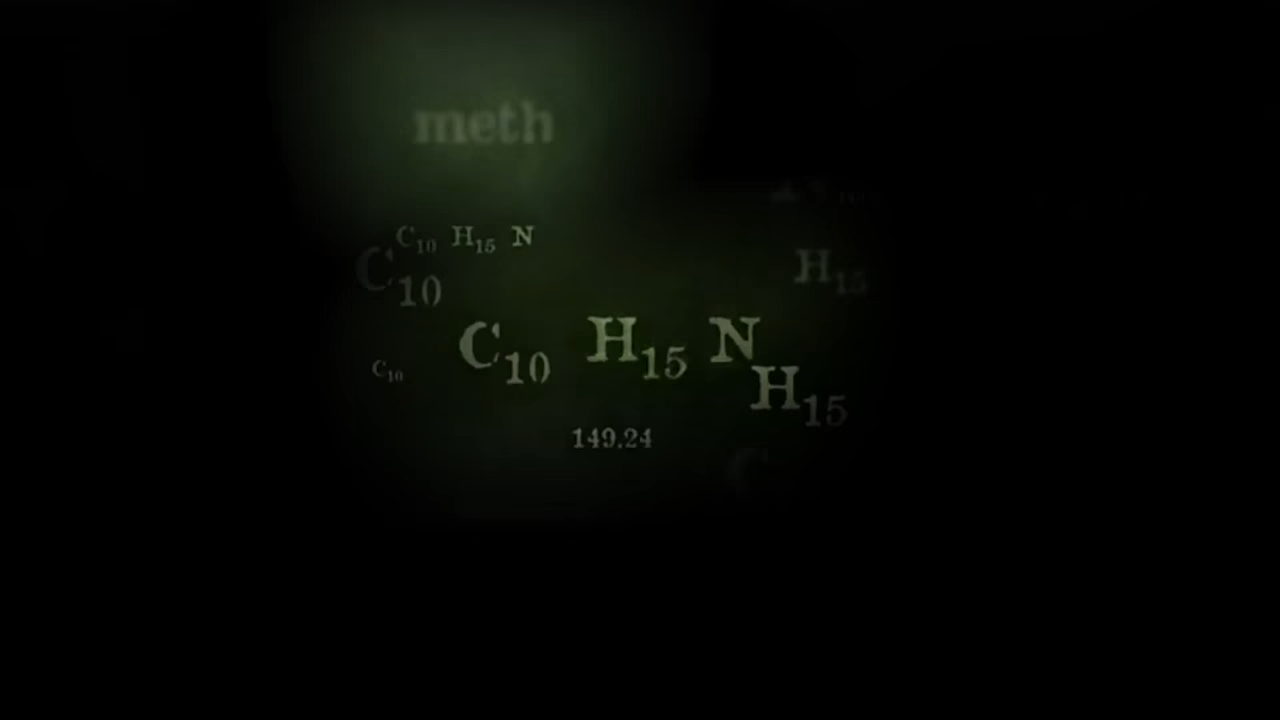 meth
C₁₀ H₁₅ N
C₁₀
H₁₅
C₁₀ H₁₅ N
C₁₀
H₁₅
149.24
C